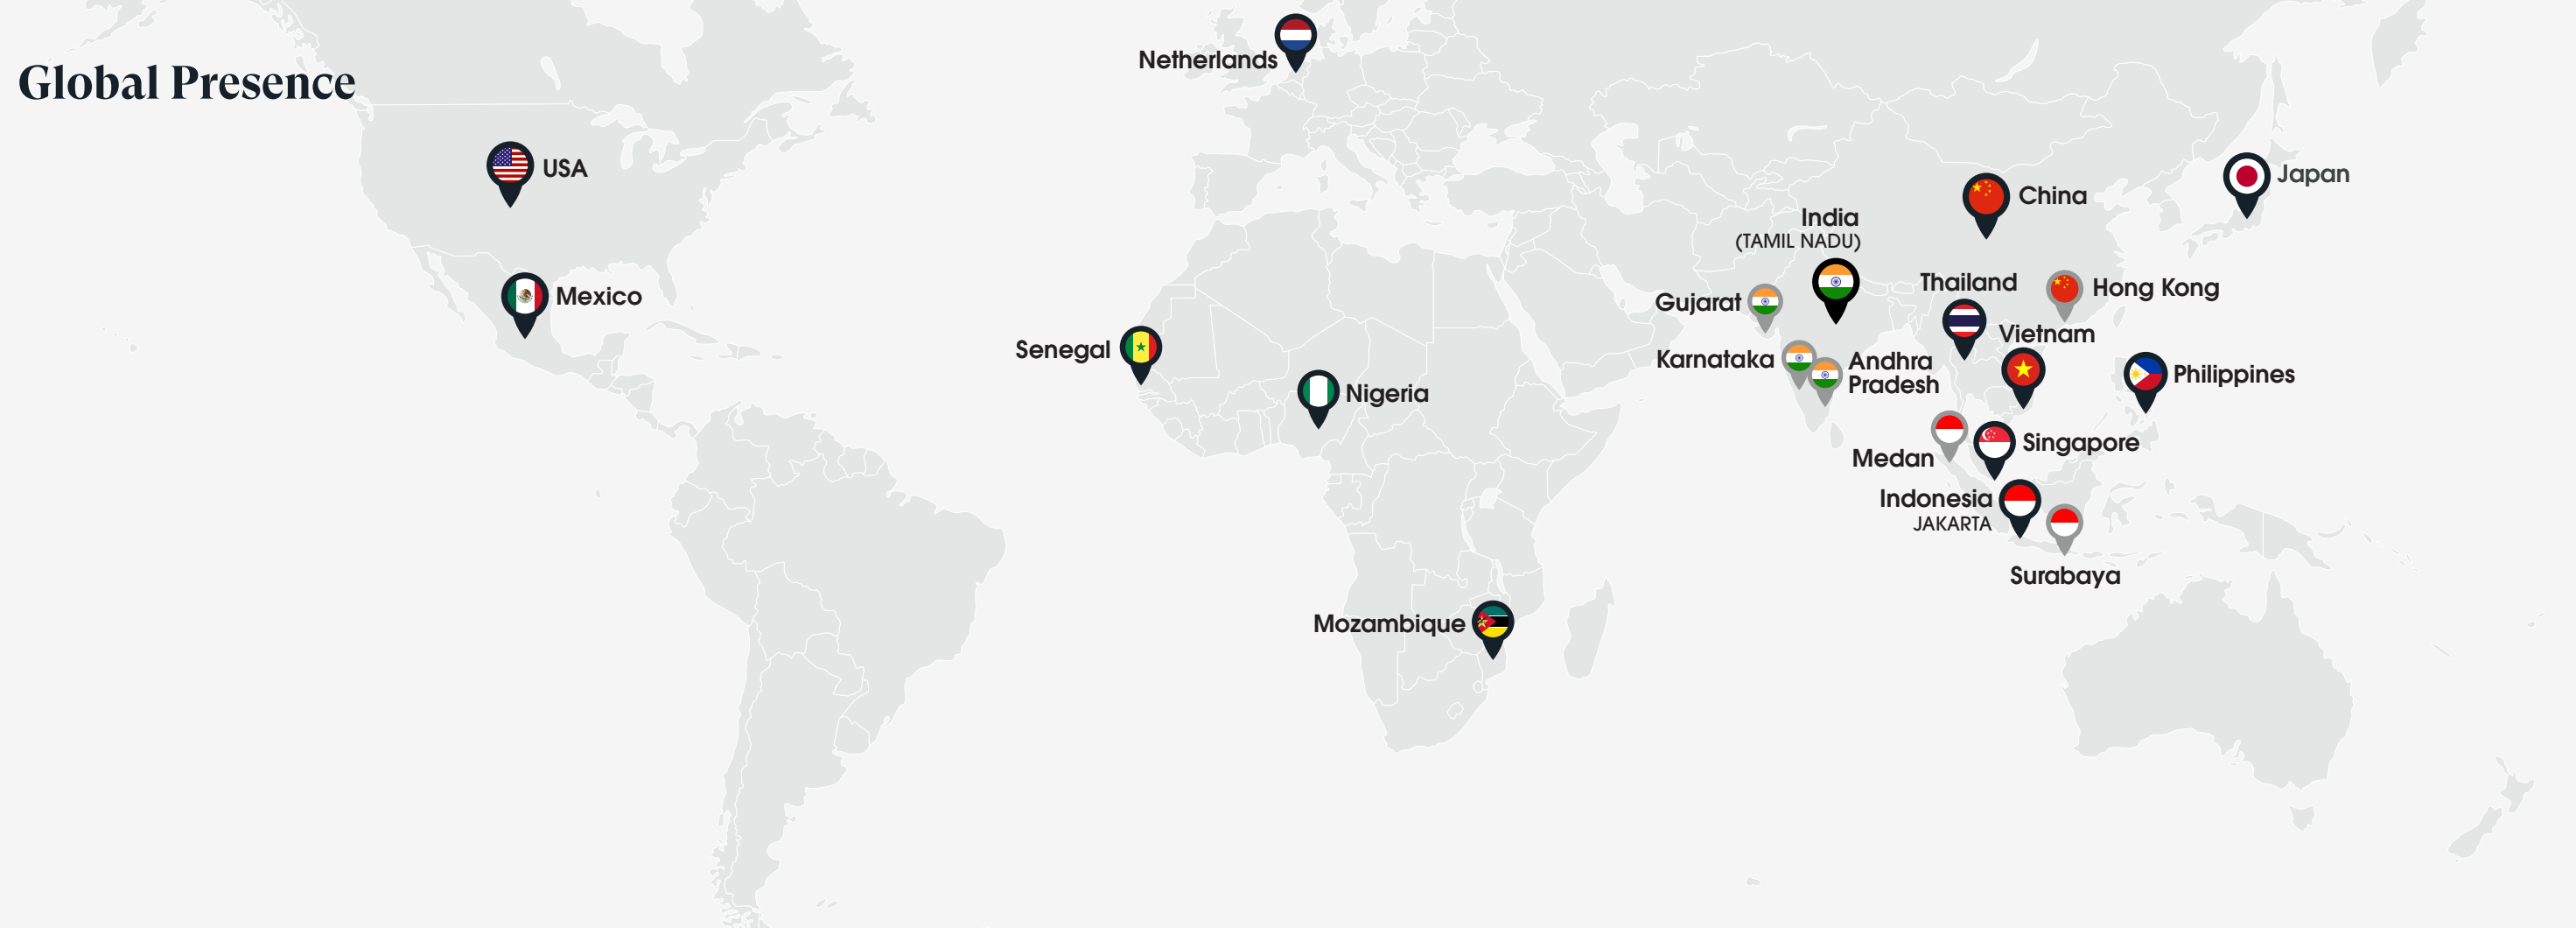 Global Presence
Netherlands
USA
Mexico
Senegal
Nigeria
Mozambique
India
(TAMIL NADU)
Gujarat
Karnataka
Andhra
Pradesh
China
Japan
Thailand
Hong Kong
Vietnam
Philippines
Medan
Singapore
Indonesia
JAKARTA
Surabaya